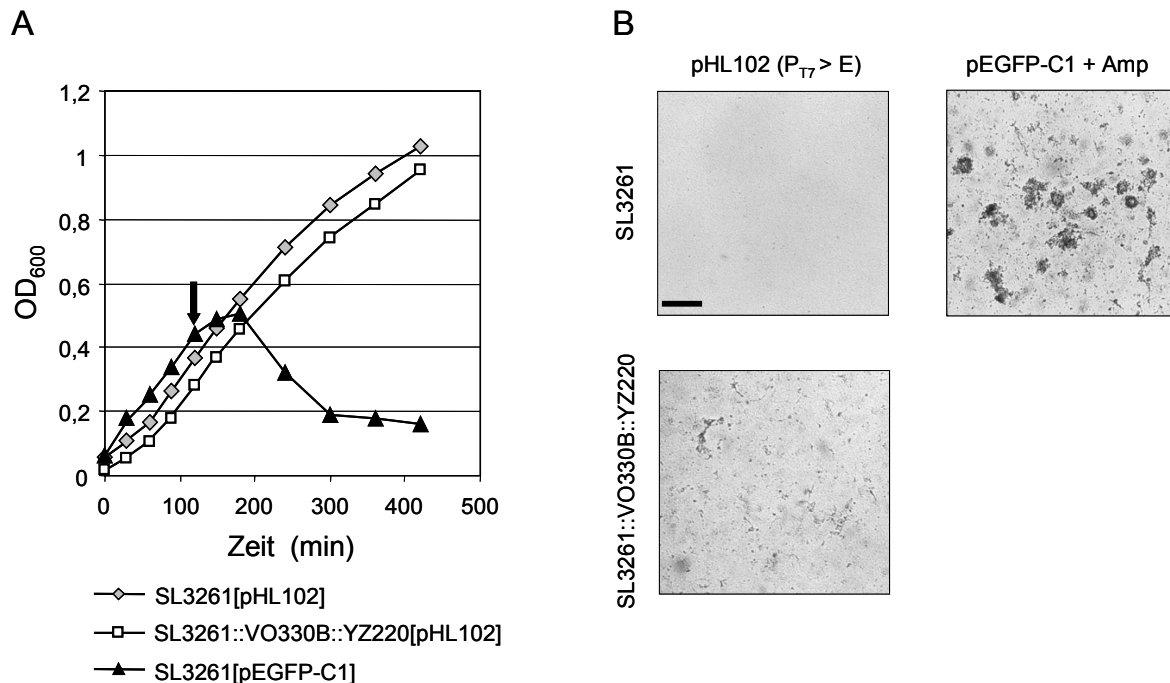 A
1,2
1
0,8
0,6
0,4
0,2
0
OD600
0 100 200 300 400 500
Zeit (min)
SL3261[pHL102]
SL3261::VO330B::YZ220[pHL102]
SL3261[pEGFP-C1]
B
pHL102 (PT7 > E)
pEGFP-C1 + Amp
SL3261
SL3261::VO330B::YZ220